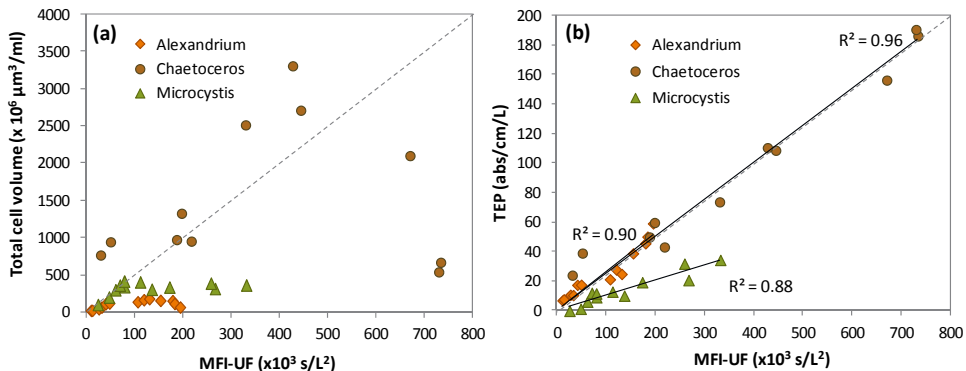 (a)
Alexandrium
Chaetoceros
Microcystis
Total cell volume (x 10⁶ µm³/ml)
4000
3500
3000
2500
2000
1500
1000
500
0
0 100 200 300 400 500 600 700 800
MFI-UF (x10³ s/L²)
(b)
Alexandrium
Chaetoceros
Microcystis
R² = 0.96
R² = 0.90
R² = 0.88
TEP (abs/cm/L)
200
180
160
140
120
100
80
60
40
20
0
0 100 200 300 400 500 600 700 800
MFI-UF (x10³ s/L²)